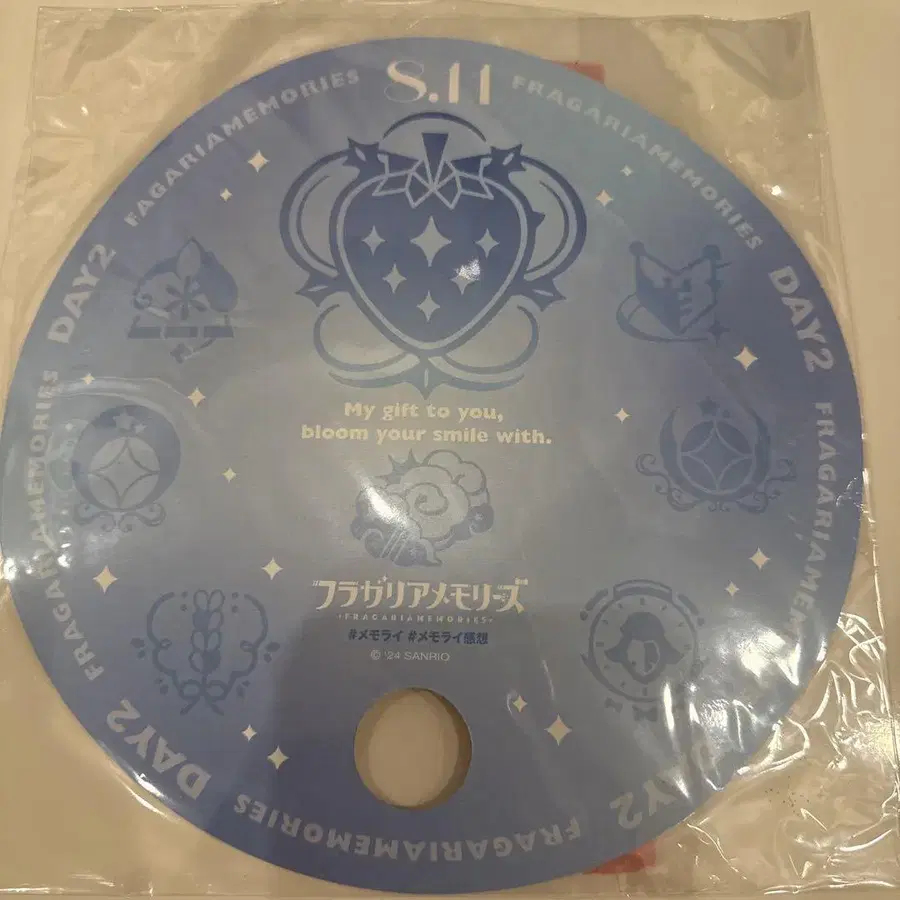 8.11
FAGARIAMEMORIES
FRAGARIAMEMORIES
DAY2
DAY2
My gift to you,
bloom your smile with.
FRAGARIAMEMORIES
FRAGARIAMEMORIES
フラガリアメモリーズ
・FRAGARIAMEMORIES・
#メモライ #メモライ感想
© '24 SANRIO
DAY2
DAY2
FRAGARIAMEMORIES
FRAGARIAMEMORIES